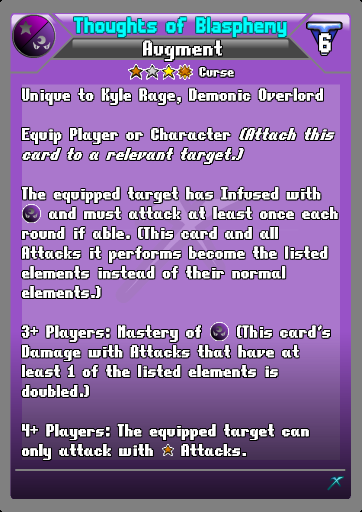 Thoughts of Blasphemy
Augment
6
Curse
Unique to Kyle Rage, Demonic Overlord
Equip Player or Character (Attach this
card to a relevant target.)
The equipped target has Infused with
and must attack at least once each
round if able. (This card and all
Attacks it performs become the listed
elements instead of their normal
elements.)
3+ Players: Mastery of (This card's
Damage with Attacks that have at
least 1 of the listed elements is
doubled.)
4+ Players: The equipped target can
only attack with Attacks.